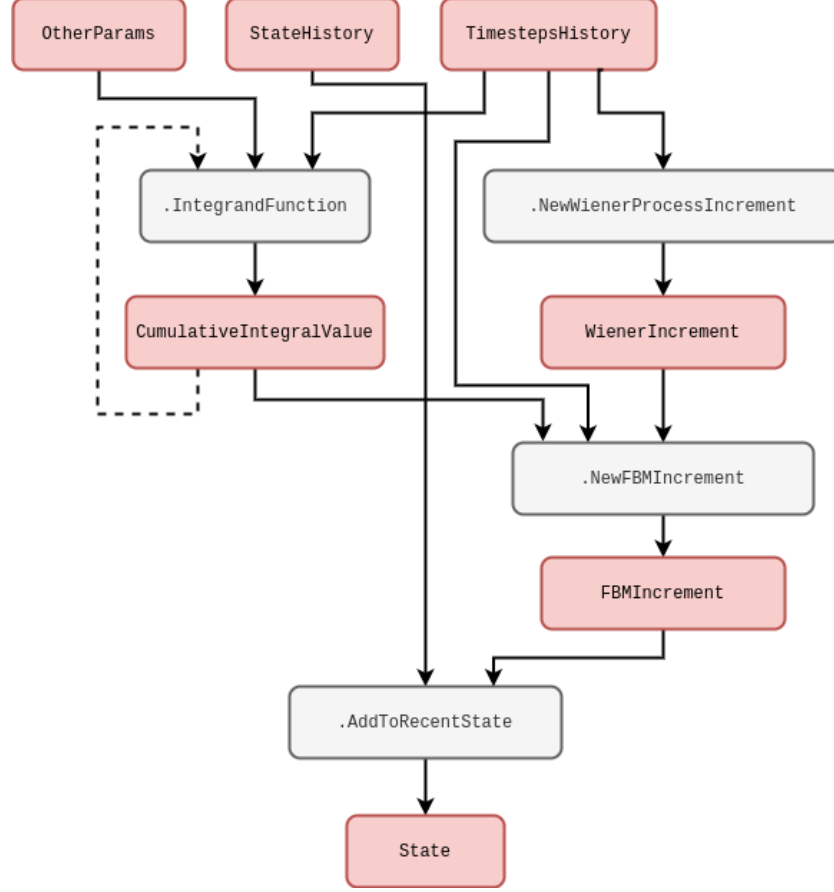 OtherParams
StateHistory
TimestepsHistory
.IntegrandFunction
.NewWienerProcessIncrement
CumulativeIntegralValue
WienerIncrement
.NewFBMIncrement
FBMIncrement
.AddToRecentState
State